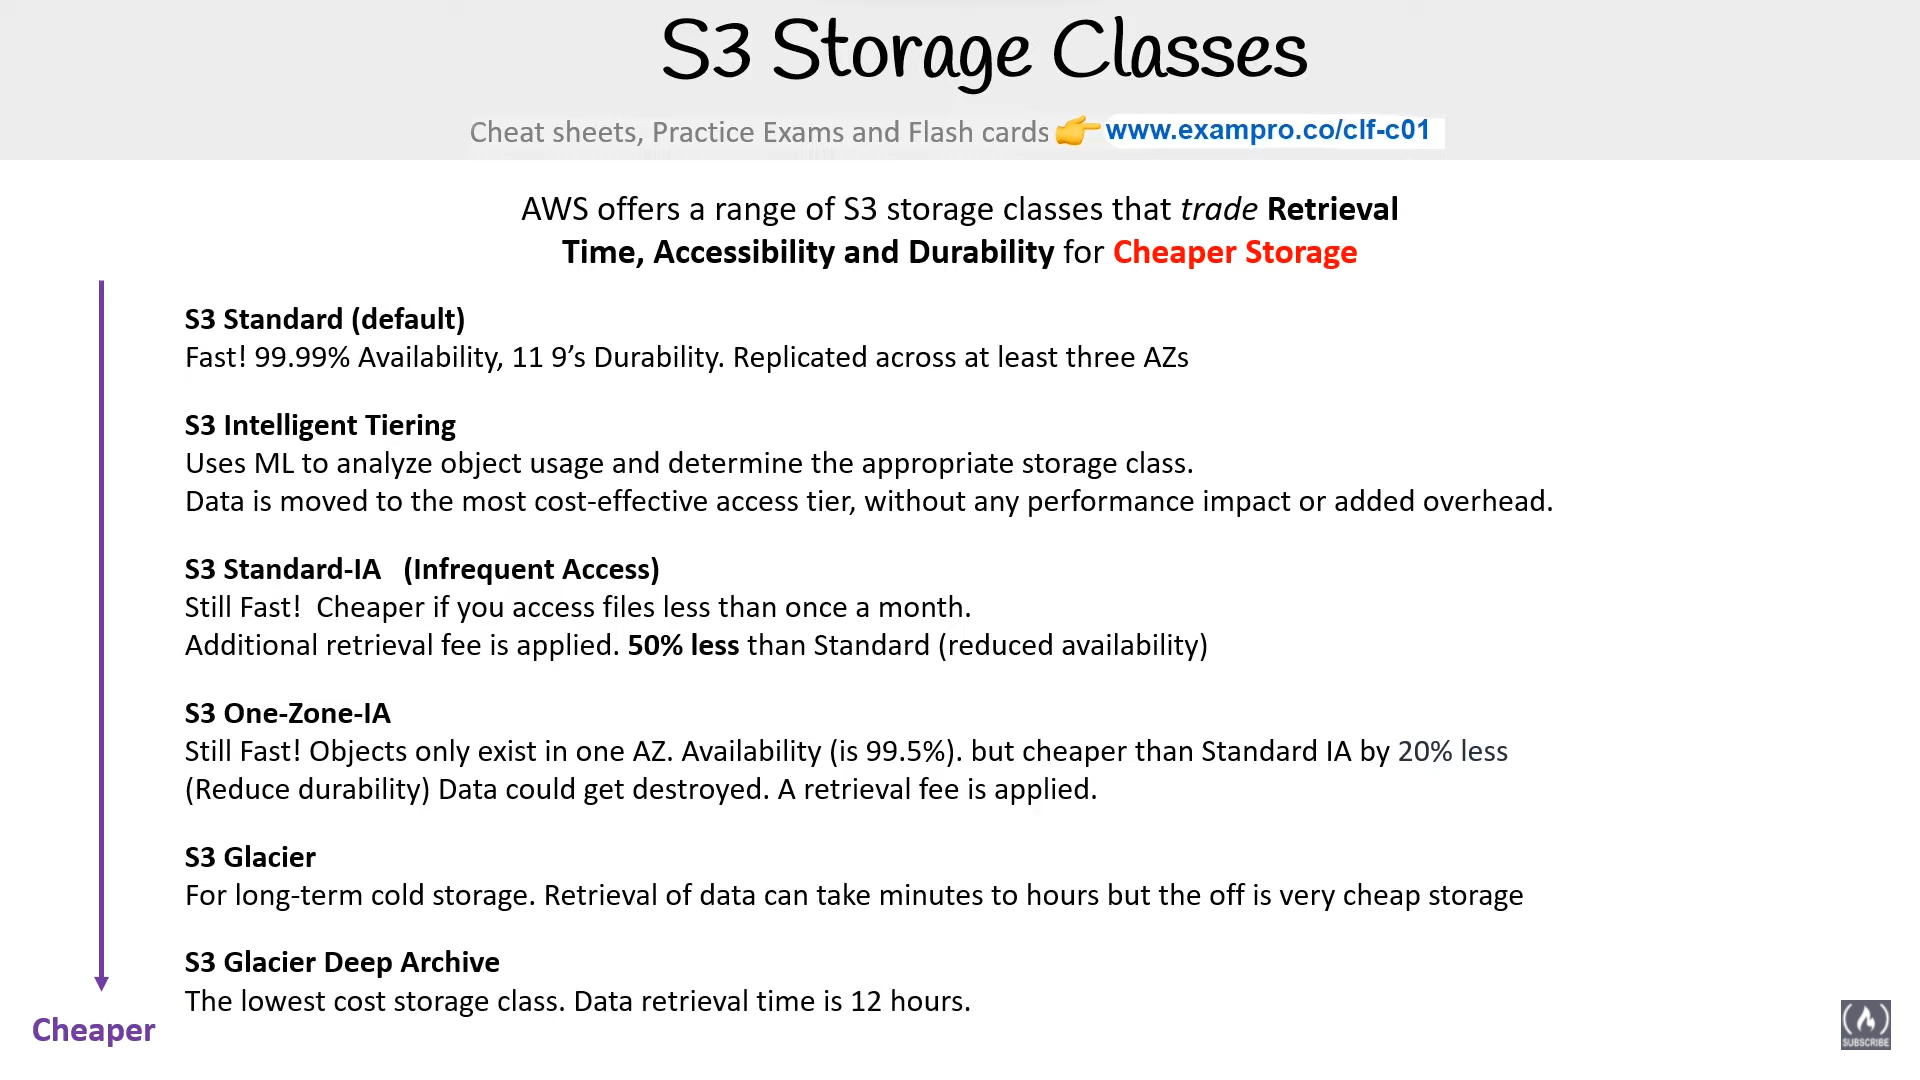 S3 Storage Classes
Cheat sheets, Practice Exams and Flash cards 👉 www.exampro.co/clf-c01
AWS offers a range of S3 storage classes that trade Retrieval
Time, Accessibility and Durability for Cheaper Storage
S3 Standard (default)
Fast! 99.99% Availability, 11 9’s Durability. Replicated across at least three AZs
S3 Intelligent Tiering
Uses ML to analyze object usage and determine the appropriate storage class.
Data is moved to the most cost-effective access tier, without any performance impact or added overhead.
S3 Standard-IA (Infrequent Access)
Still Fast! Cheaper if you access files less than once a month.
Additional retrieval fee is applied. 50% less than Standard (reduced availability)
S3 One-Zone-IA
Still Fast! Objects only exist in one AZ. Availability (is 99.5%). but cheaper than Standard IA by 20% less
(Reduce durability) Data could get destroyed. A retrieval fee is applied.
S3 Glacier
For long-term cold storage. Retrieval of data can take minutes to hours but the off is very cheap storage
S3 Glacier Deep Archive
The lowest cost storage class. Data retrieval time is 12 hours.
Cheaper
SUBSCRIBE